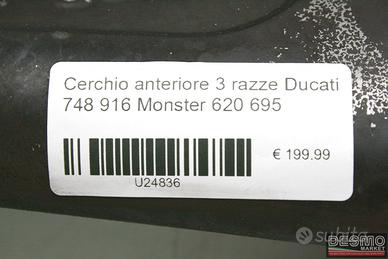 Cerchio anteriore 3 razze Ducati
748 916 Monster 620 695
€ 199.99
U24836
subito
DESMO
MARKET